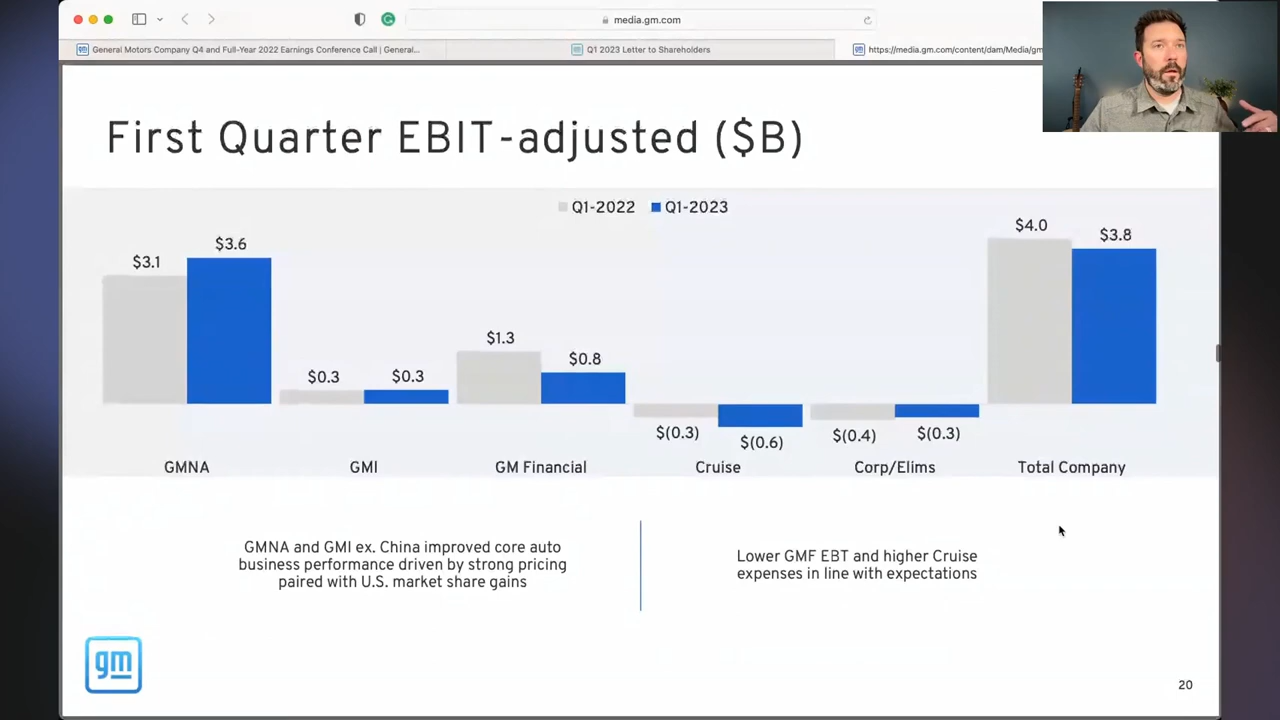 media.gm.com
General Motors Company Q4 and Full-Year 2022 Earnings Conference Call | General...
Q1 2023 Letter to Shareholders
https://media.gm.com/content/dam/Media/gm
First Quarter EBIT-adjusted ($B)
Q1-2022 Q1-2023
$3.1 $3.6 $0.3 $0.3 $1.3 $0.8 $(0.3) $(0.6) $(0.4) $(0.3) $4.0 $3.8
GMNA GMI GM Financial Cruise Corp/Elims Total Company
GMNA and GMI ex. China improved core auto
business performance driven by strong pricing
paired with U.S. market share gains
Lower GMF EBT and higher Cruise
expenses in line with expectations
gm
20